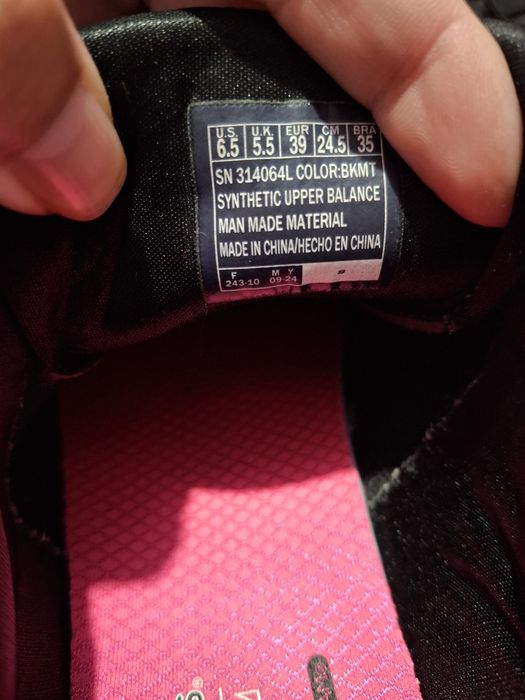 U.S. U.K. EUR CM BRA
6.5 5.5 39 24.5 35
SN 314064L COLOR:BKMT
SYNTHETIC UPPER BALANCE
MAN MADE MATERIAL
MADE IN CHINA/HECHO EN CHINA
F M Y
243-10 09-24